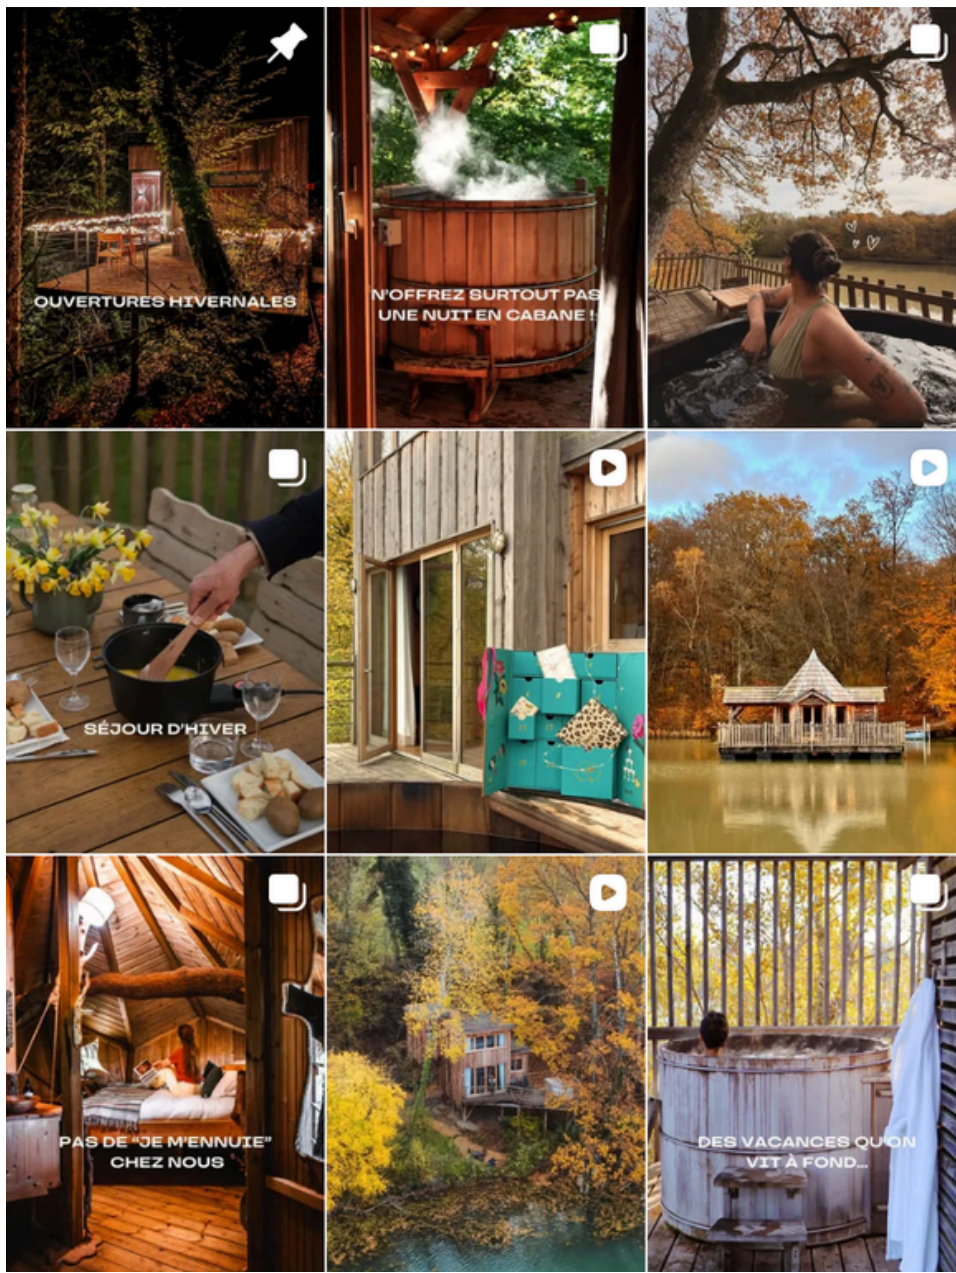 OUVERTURES HIVERNALES
N'OFFREZ SURTOUT PAS
UNE NUIT EN CABANE !
SÉJOUR D'HIVER
PAS DE "JE M'ENNUIE"
CHEZ NOUS
DES VACANCES QU'ON
VIT À FOND...